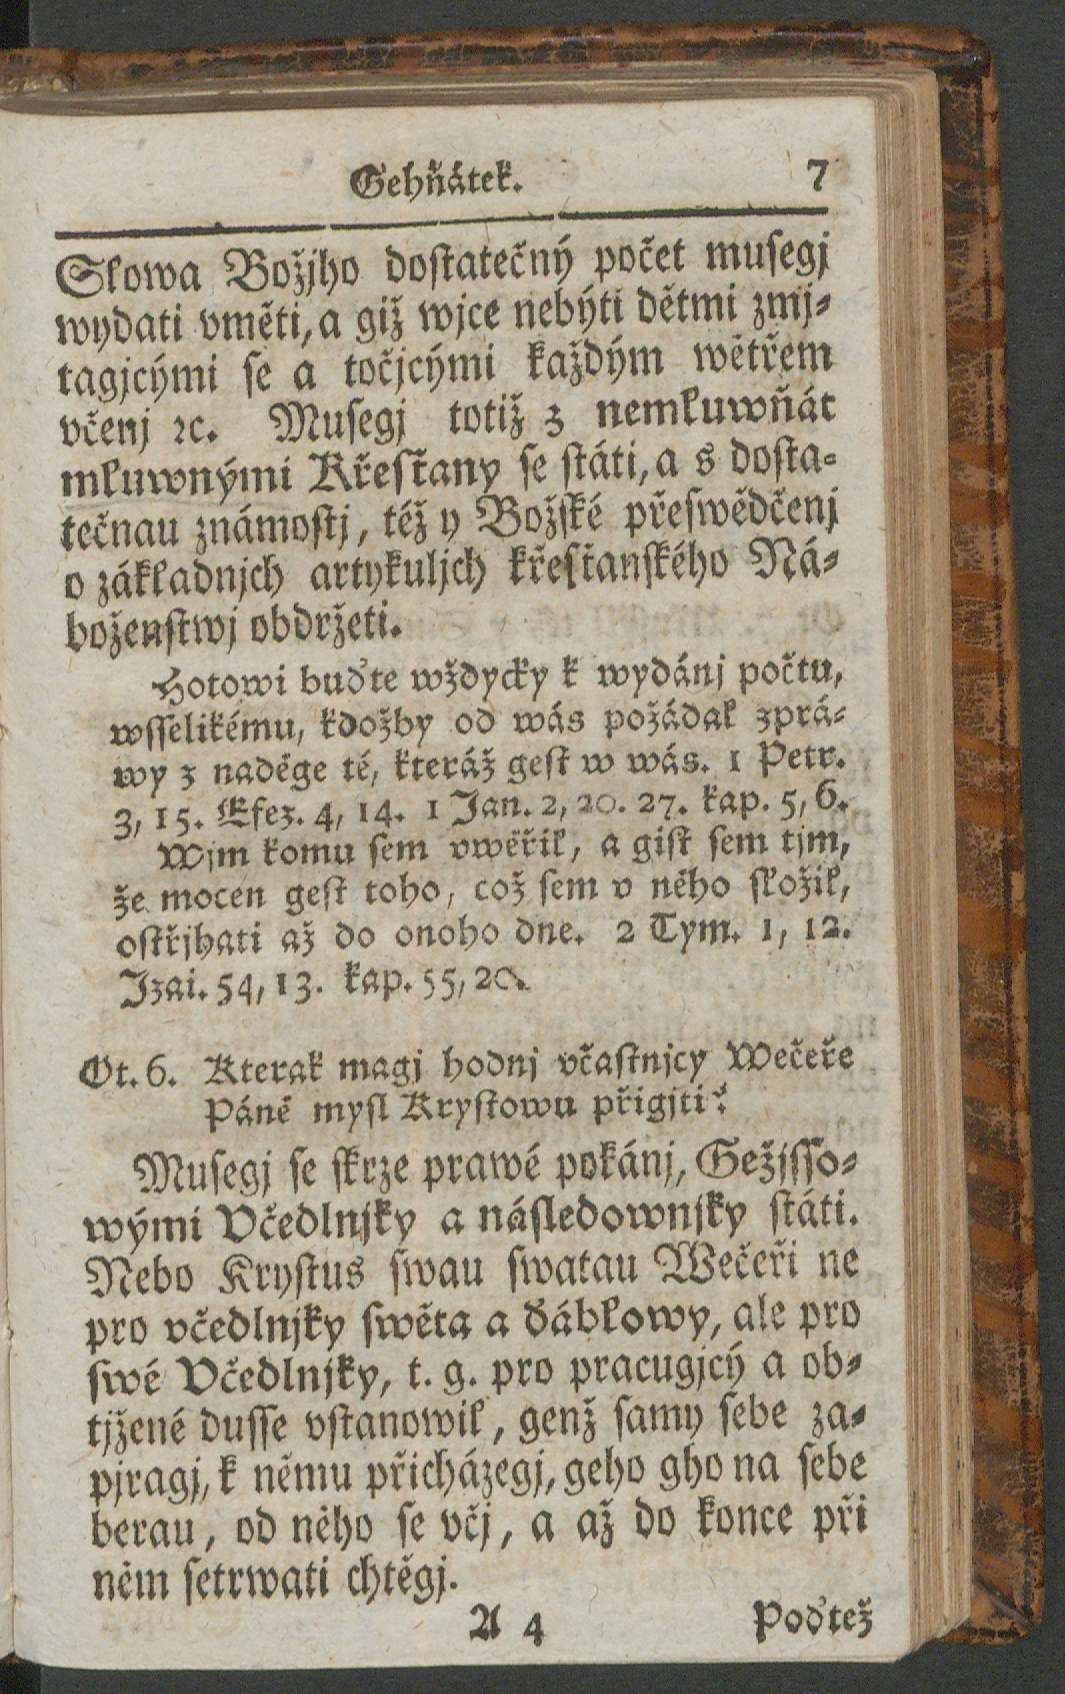 Gehňátek. 7
Slowa Božjho dostatečný počet musegj
wydati vměti, a giž wjce nebýti dětmi zmj-
tagjcými se a točjcými každým wětřem
včenj ꝛc. Musegj totiž z nemluwňát
mluwnými Křesťany se státi, a s dosta-
tečnau známostj, též y Božské přeswědčenj
o základnjch artykuljch křesťanského Ná-
boženstwj obdržeti.
Hotowi buďte wždycky k wydánj počtu,
wsselikému, kdožby od wás požádal zprá-
wy z naděge té, kteráž gest w wás. 1 Petr.
3, 15. Efez. 4, 14. 1 Jan. 2, 20. 27. kap. 5, 6.
Wjm komu sem vwěřil, a gist sem tjm,
že mocen gest toho, což sem v něho složil,
ostřjhati až do onoho dne. 2 Tym. 1, 12.
Izai. 54, 13. kap. 55, 20.
Ot. 6. Kterak magj hodnj včastnjcy Wečeře
Páně mysl Krystowu přigjti?
Musegj se skrze prawé pokánj, Gežjsso-
wými Včedlnjky a následownjky státi.
Nebo Krystus swau swatau Wečeři ne
pro včedlnjky swěta a ďáblowy, ale pro
swé Včedlnjky, t. g. pro pracugjcý a ob-
tjžené dusse vstanowil, genž samy sebe za-
pjragj, k němu přicházegj, geho gho na sebe
berau, od něho se včj, a až do konce při
něm setrwati chtěgj.
A 4 Poďtež